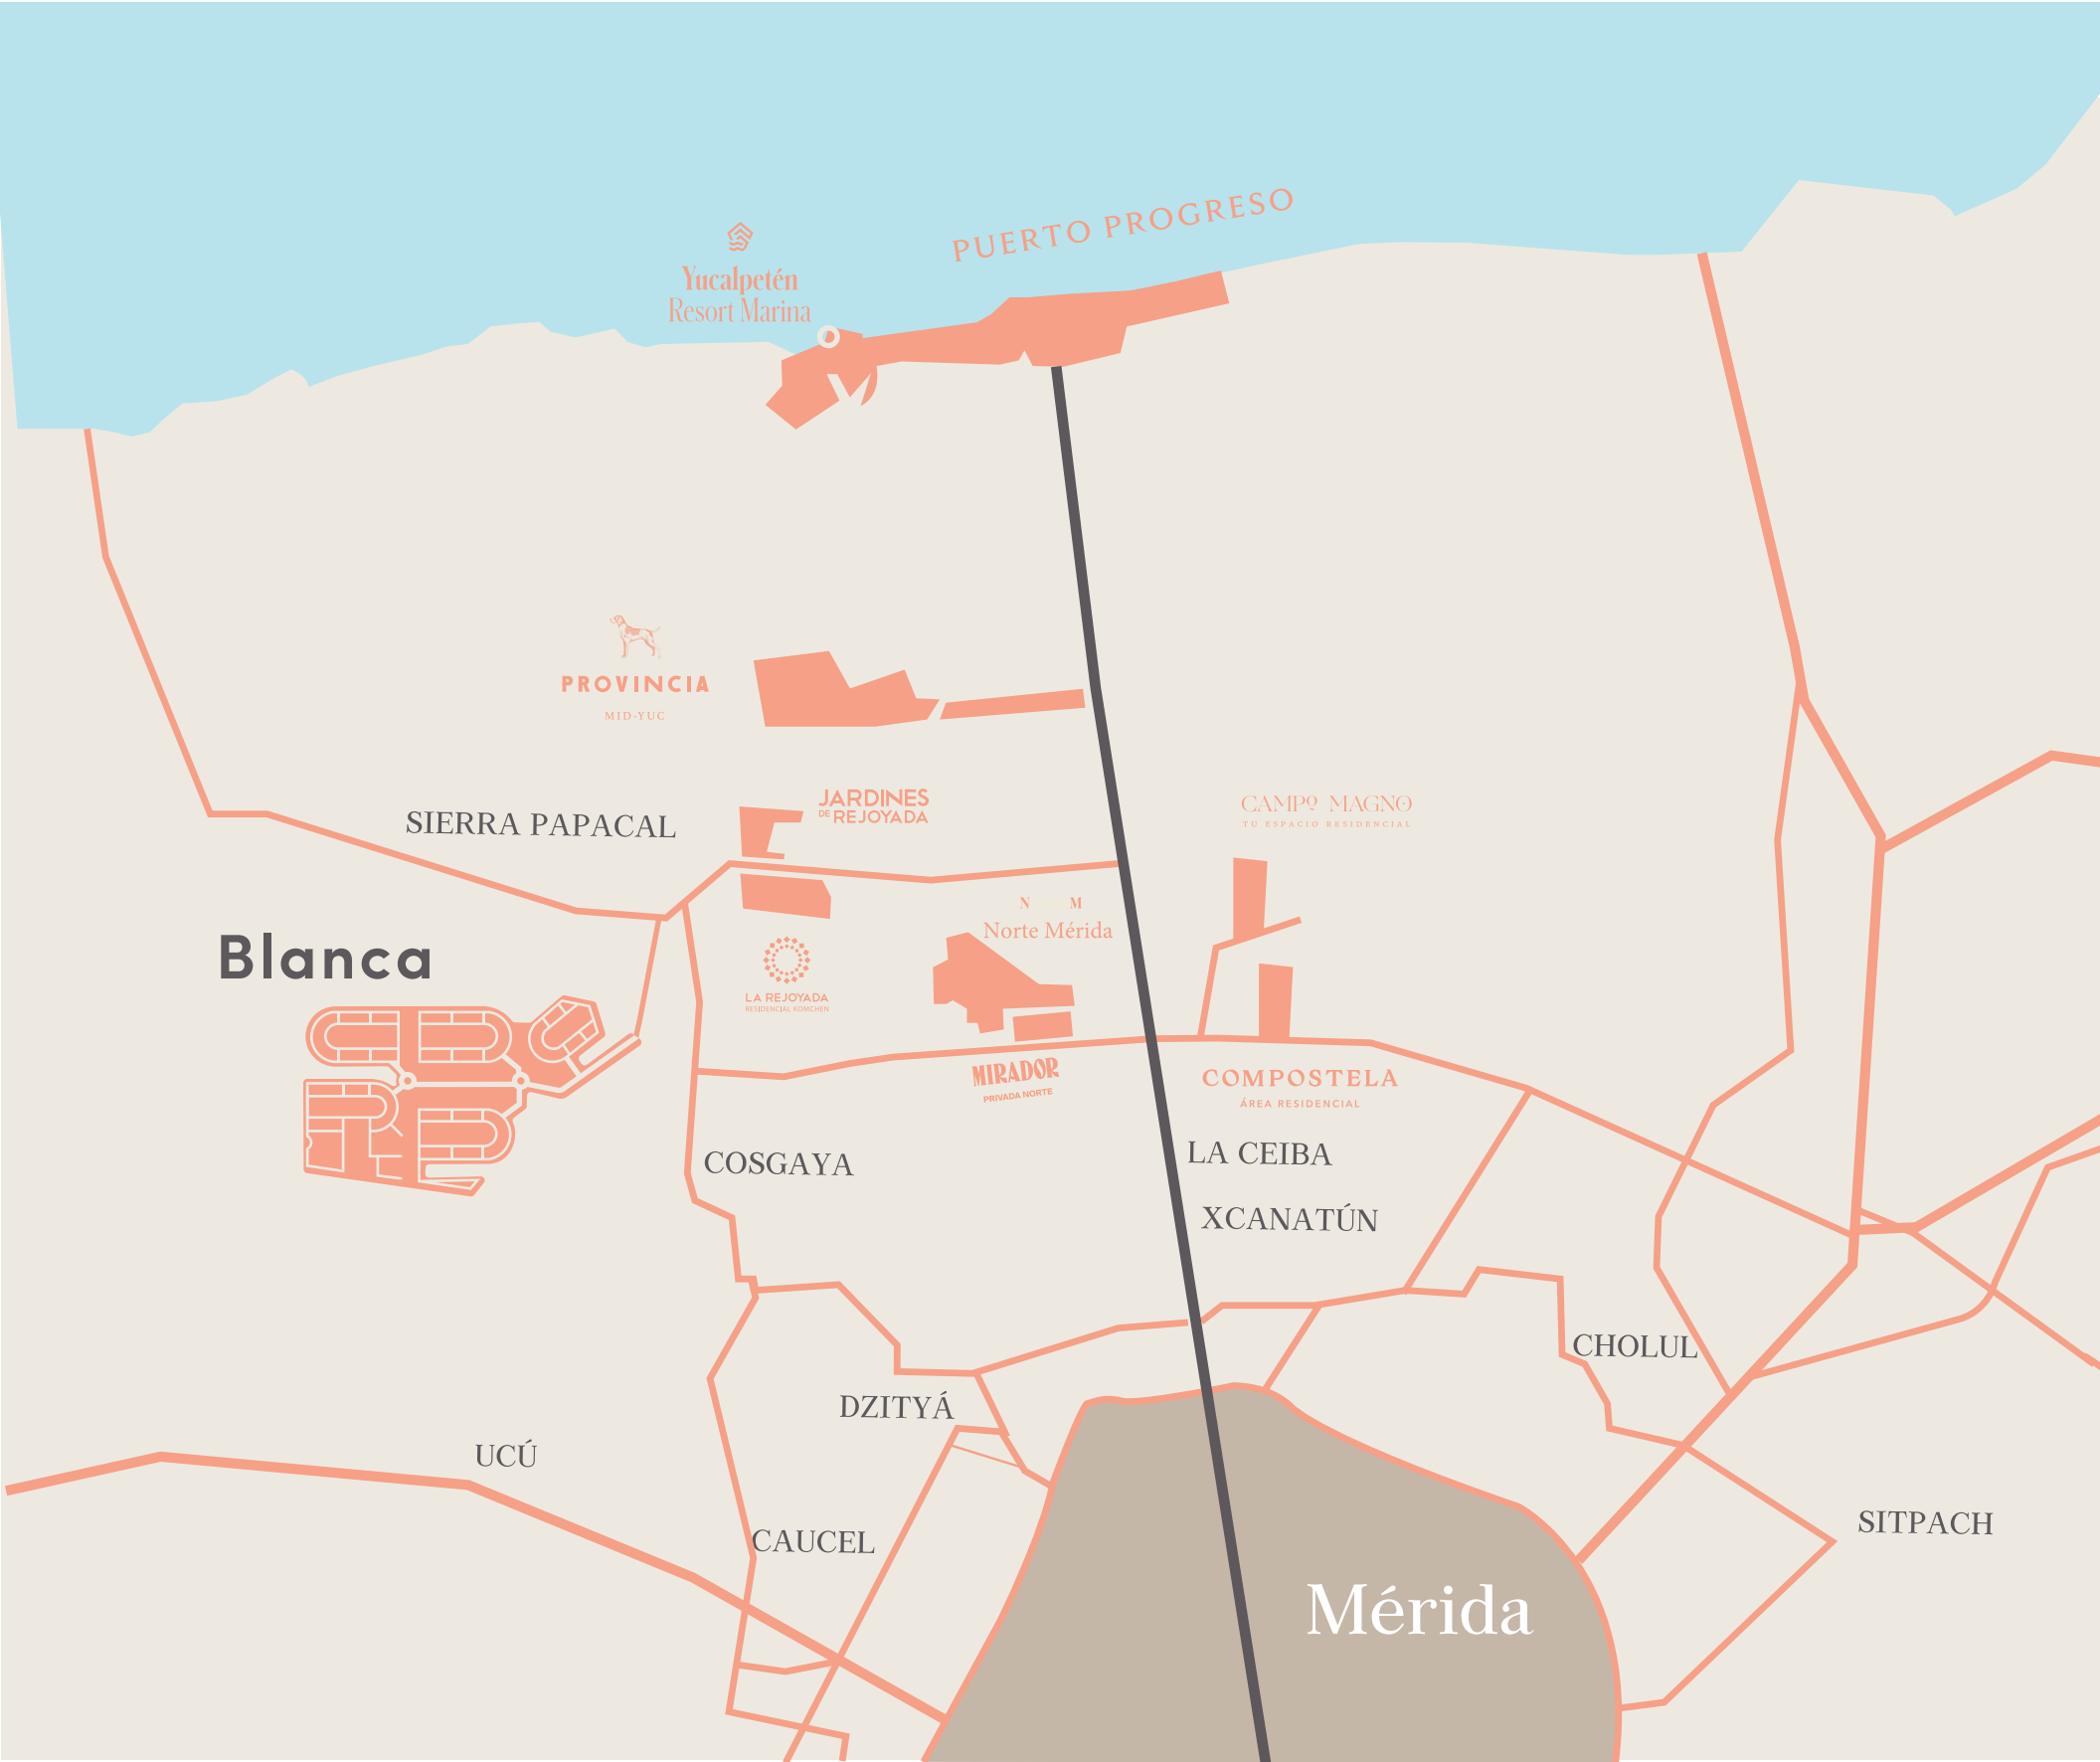 PUERTO PROGRESO
Yucalpetén
Resort Marina
PROVINCIA
MID-YUC
JARDINES
DE REJOYADA
SIERRA PAPACAL
CAMPO MAGNO
TU ESPACIO RESIDENCIAL
N M
Norte Mérida
Blanca
LA REJOYADA
RESIDENCIAL KOMCHEN
MIRADOR
PRIVADA NORTE
COMPOSTELA
ÁREA RESIDENCIAL
COSGAYA
LA CEIBA
XCANATÚN
CHOLUL
DZITYÁ
UCÚ
CAUCEL
SITPACH
Mérida